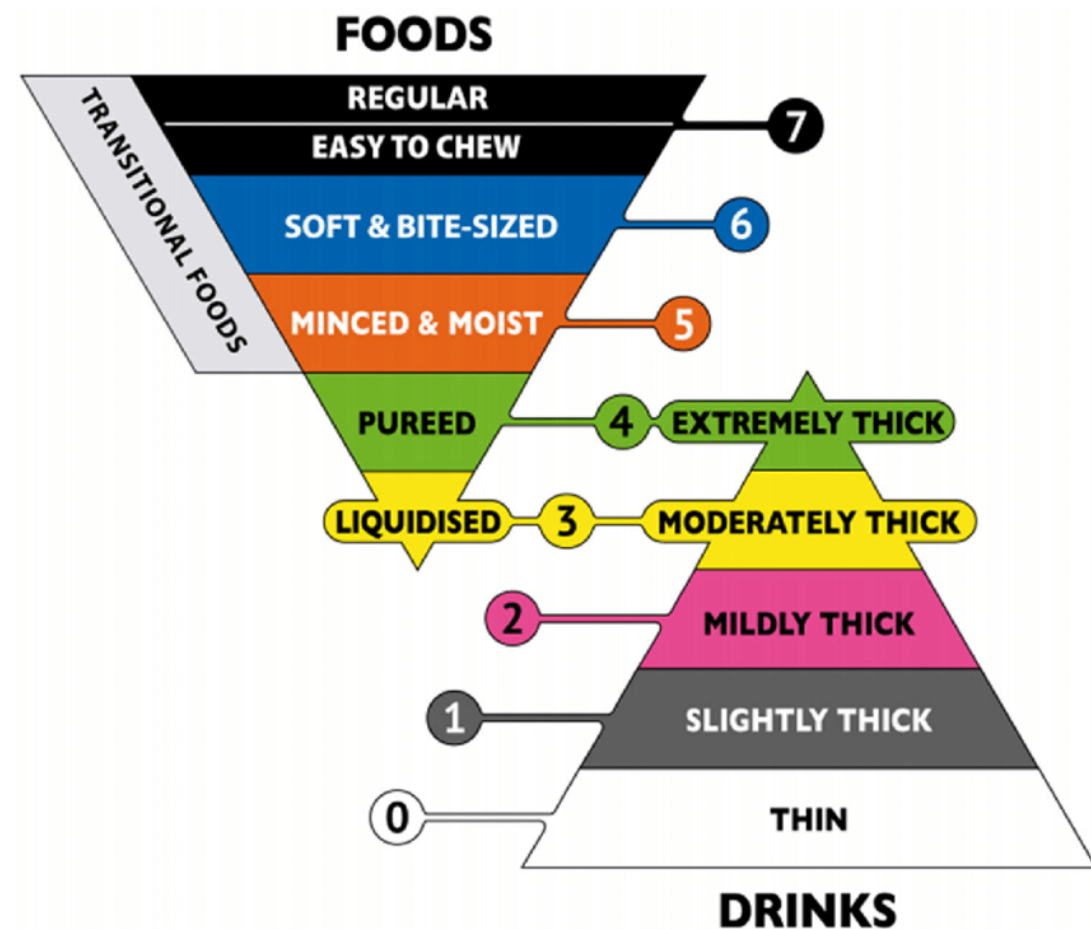 FOODS
TRANSITIONAL FOODS
REGULAR
7
EASY TO CHEW
SOFT & BITE-SIZED
6
MINCED & MOIST
5
PUREED
4
EXTREMELY THICK
LIQUIDISED
3
MODERATELY THICK
2
MILDLY THICK
1
SLIGHTLY THICK
0
THIN
DRINKS